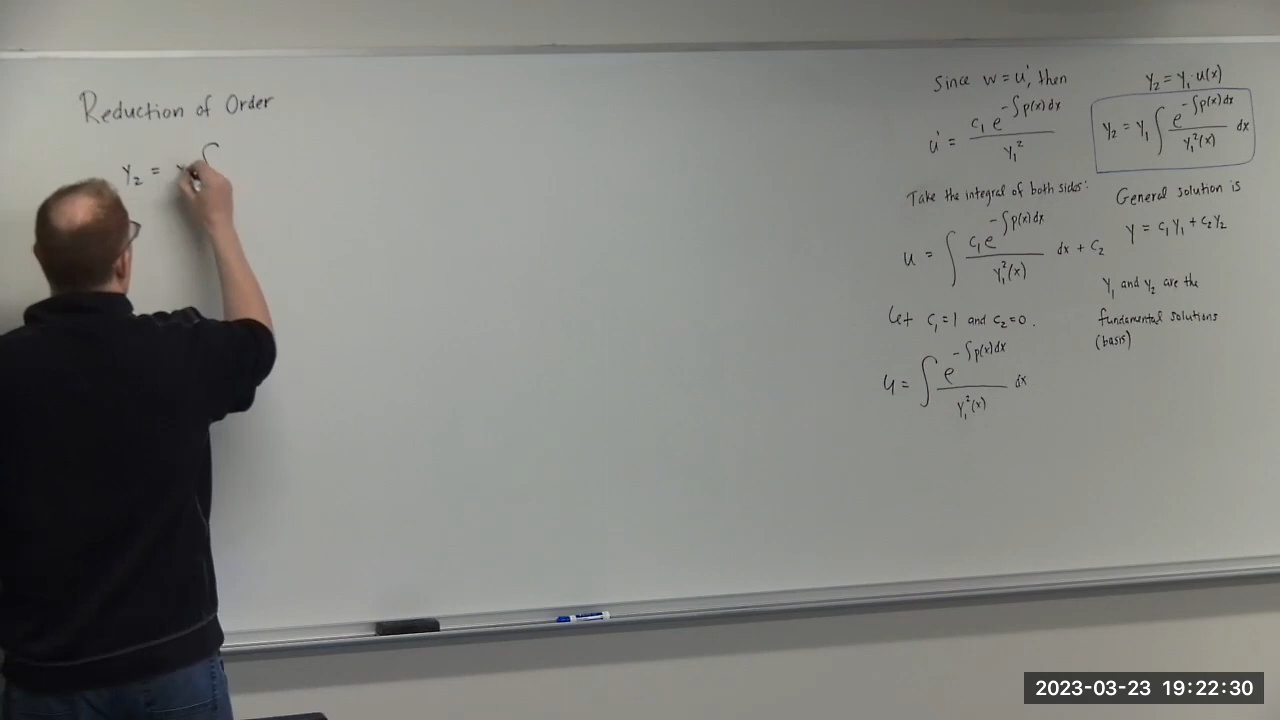 Reduction of Order
Y₂ =
∫
Since w = u', then
u' = c₁ e^(-∫p(x)dx) / Y₁²
Take the integral of both sides:
u = ∫ c₁e^(-∫p(x)dx) / Y₁²(x) dx + c₂
Let c₁=1 and c₂=0.
u = ∫ e^(-∫p(x)dx) / Y₁²(x) dx
Y₂ = Y₁·u(x)
Y₂ = Y₁ ∫ e^(-∫p(x)dx) / Y₁²(x) dx
General solution is
Y = c₁Y₁ + c₂Y₂
Y₁ and Y₂ are the
fundamental solutions
(basis)
2023-03-23 19:22:30